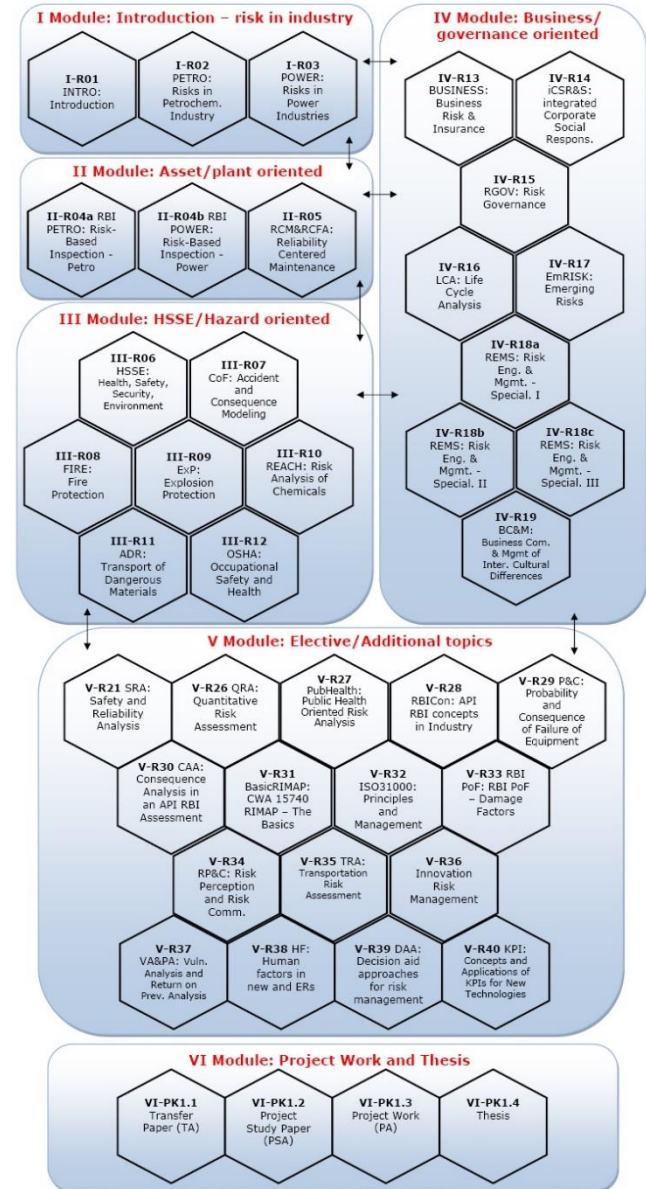 I Module: Introduction – risk in industry
I-R01
INTRO:
Introduction
I-R02
PETRO:
Risks in
Petrochem.
Industry
I-R03
POWER:
Risks in
Power
Industries
II Module: Asset/plant oriented
II-R04a RBI
PETRO: Risk-
Based
Inspection -
Petro
II-R04b RBI
POWER:
Risk-Based
Inspection -
Power
II-R05
RCM&RCFA:
Reliability
Centered
Maintenance
III Module: HSSE/Hazard oriented
III-R06
HSSE:
Health, Safety,
Security,
Environment
III-R07
CoF: Accident
and
Consequence
Modeling
III-R08
FIRE:
Fire
Protection
III-R09
ExP:
Explosion
Protection
III-R10
REACH: Risk
Analysis of
Chemicals
III-R11
ADR:
Transport of
Dangerous
Materials
III-R12
OSHA:
Occupational
Safety and
Health
IV Module: Business/
governance oriented
IV-R13
BUSINESS:
Business
Risk &
Insurance
IV-R14
iCSR&S:
integrated
Corporate
Social
Respons.
IV-R15
RGOV: Risk
Governance
IV-R16
LCA: Life
Cycle
Analysis
IV-R17
EmRISK:
Emerging
Risks
IV-R18a
REMS: Risk
Eng. &
Mgmt. -
Special. I
IV-R18b
REMS: Risk
Eng. &
Mgmt. -
Special. II
IV-R18c
REMS: Risk
Eng. &
Mgmt. -
Special. III
IV-R19
BC&M:
Business Com.
& Mgmt of
Inter. Cultural
Differences
V Module: Elective/Additional topics
V-R21 SRA:
Safety and
Reliability
Analysis
V-R26 QRA:
Quantitative
Risk
Assessment
V-R27
PubHealth:
Public Health
Oriented Risk
Analysis
V-R28
RBICon: API
RBI concepts
in Industry
V-R29 P&C:
Probability
and
Consequence
of Failure of
Equipment
V-R30 CAA:
Consequence
Analysis in
an API RBI
Assessment
V-R31
BasicRIMAP:
CWA 15740
RIMAP – The
Basics
V-R32
ISO31000:
Principles
and
Management
V-R33 RBI
PoF: RBI PoF
– Damage
Factors
V-R34
RP&C: Risk
Perception
and Risk
Comm.
V-R35 TRA:
Transportation
Risk
Assessment
V-R36
Innovation
Risk
Management
V-R37
VA&PA: Vuln.
Analysis and
Return on
Prev. Analysis
V-R38 HF:
Human
factors in
new and ERs
V-R39 DAA:
Decision aid
approaches
for risk
management
V-R40 KPI:
Concepts and
Applications of
KPIs for New
Technologies
VI Module: Project Work and Thesis
VI-PK1.1
Transfer
Paper (TA)
VI-PK1.2
Project
Study Paper
(PSA)
VI-PK1.3
Project Work
(PA)
VI-PK1.4
Thesis